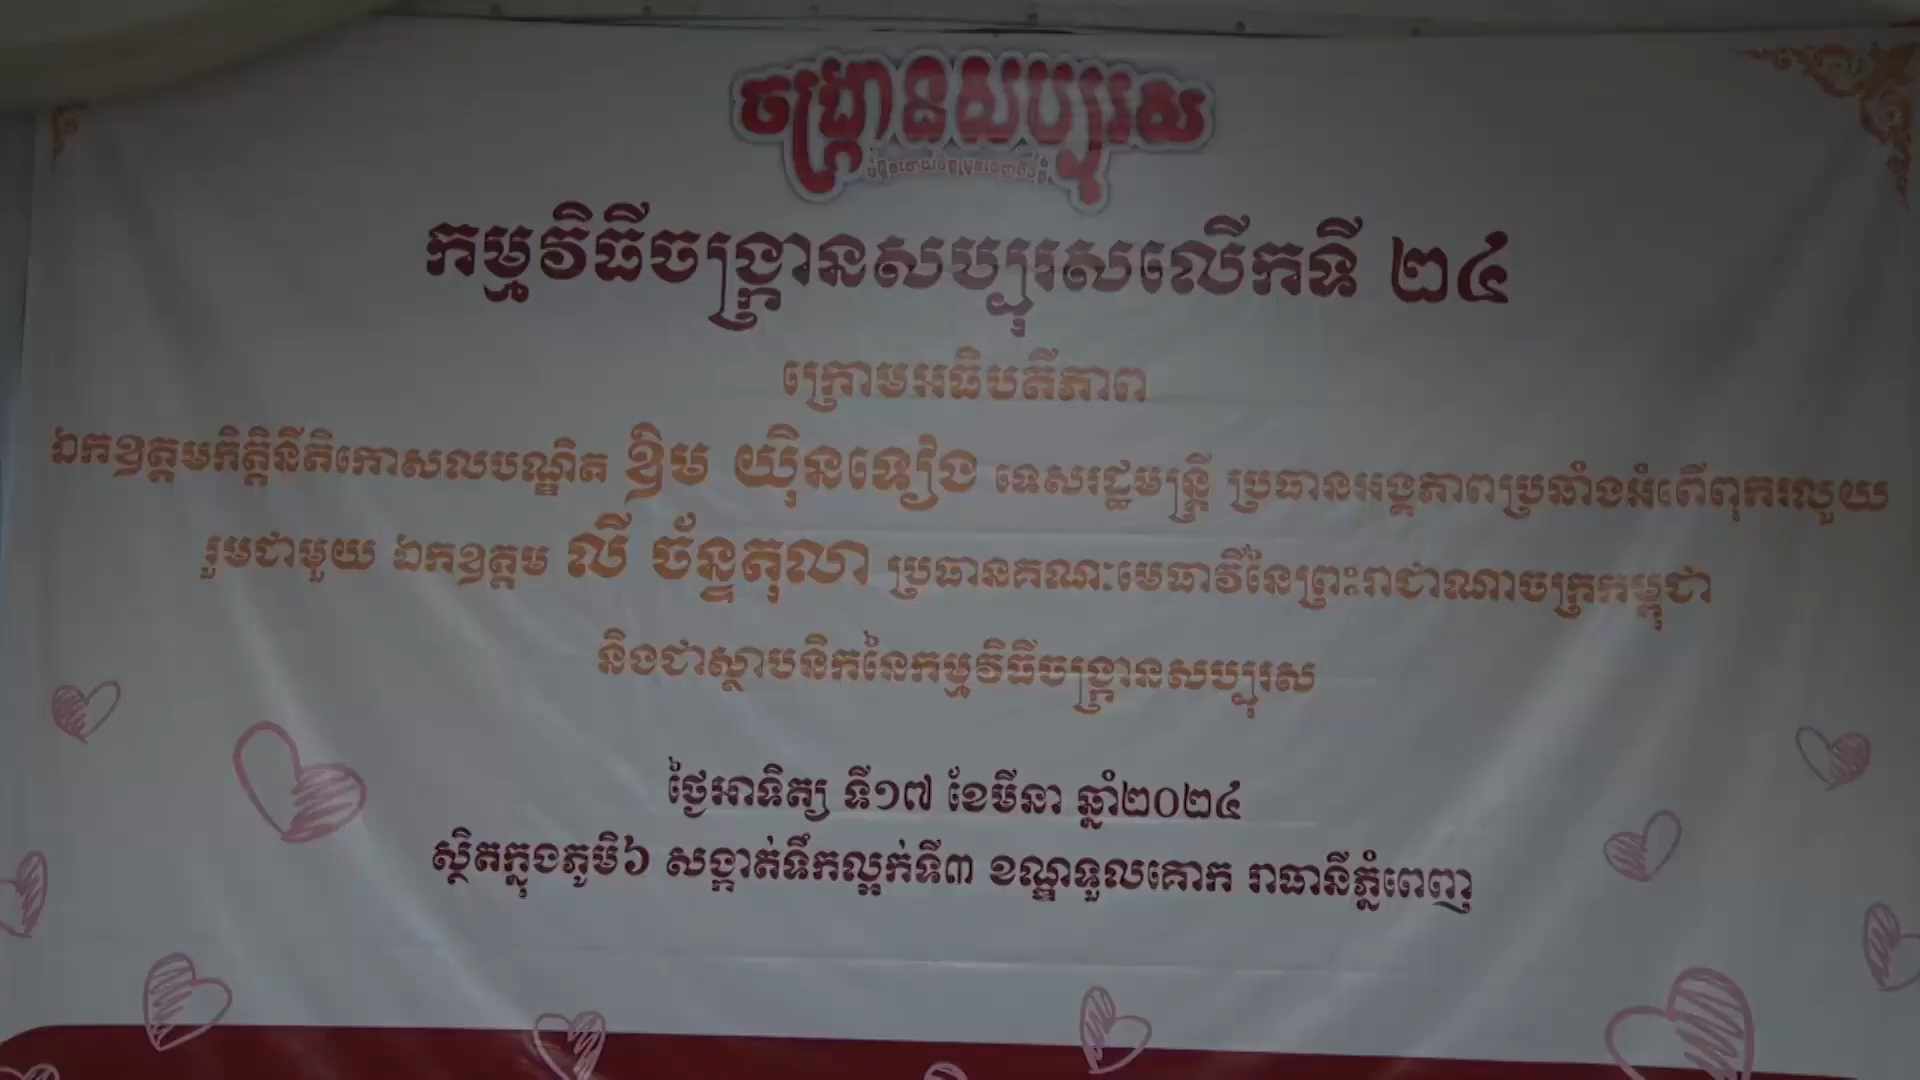 ចង្ក្រានសប្បុរស
កម្មវិធីចង្ក្រានសប្បុរសលើកទី ២៤
ក្រោមអធិបតីភាព
ឯកឧត្តមកិត្តិនីតិកោសលបណ្ឌិត ឱម យ៉ិនទៀង ទេសរដ្ឋមន្ត្រី ប្រធានអង្គភាពប្រឆាំងអំពើពុករលួយ
រួមជាមួយ ឯកឧត្តម លី ច័ន្ទតុលា ប្រធានគណៈមេធាវីនៃព្រះរាជាណាចក្រកម្ពុជា
និងជាស្ថាបនិកនៃកម្មវិធីចង្ក្រានសប្បុរស
ថ្ងៃអាទិត្យ ទី១៧ ខែមីនា ឆ្នាំ២០២៤
ស្ថិតក្នុងភូមិ៦ សង្កាត់ទឹកល្អក់ទី៣ ខណ្ឌទួលគោក រាធានីភ្នំពេញ